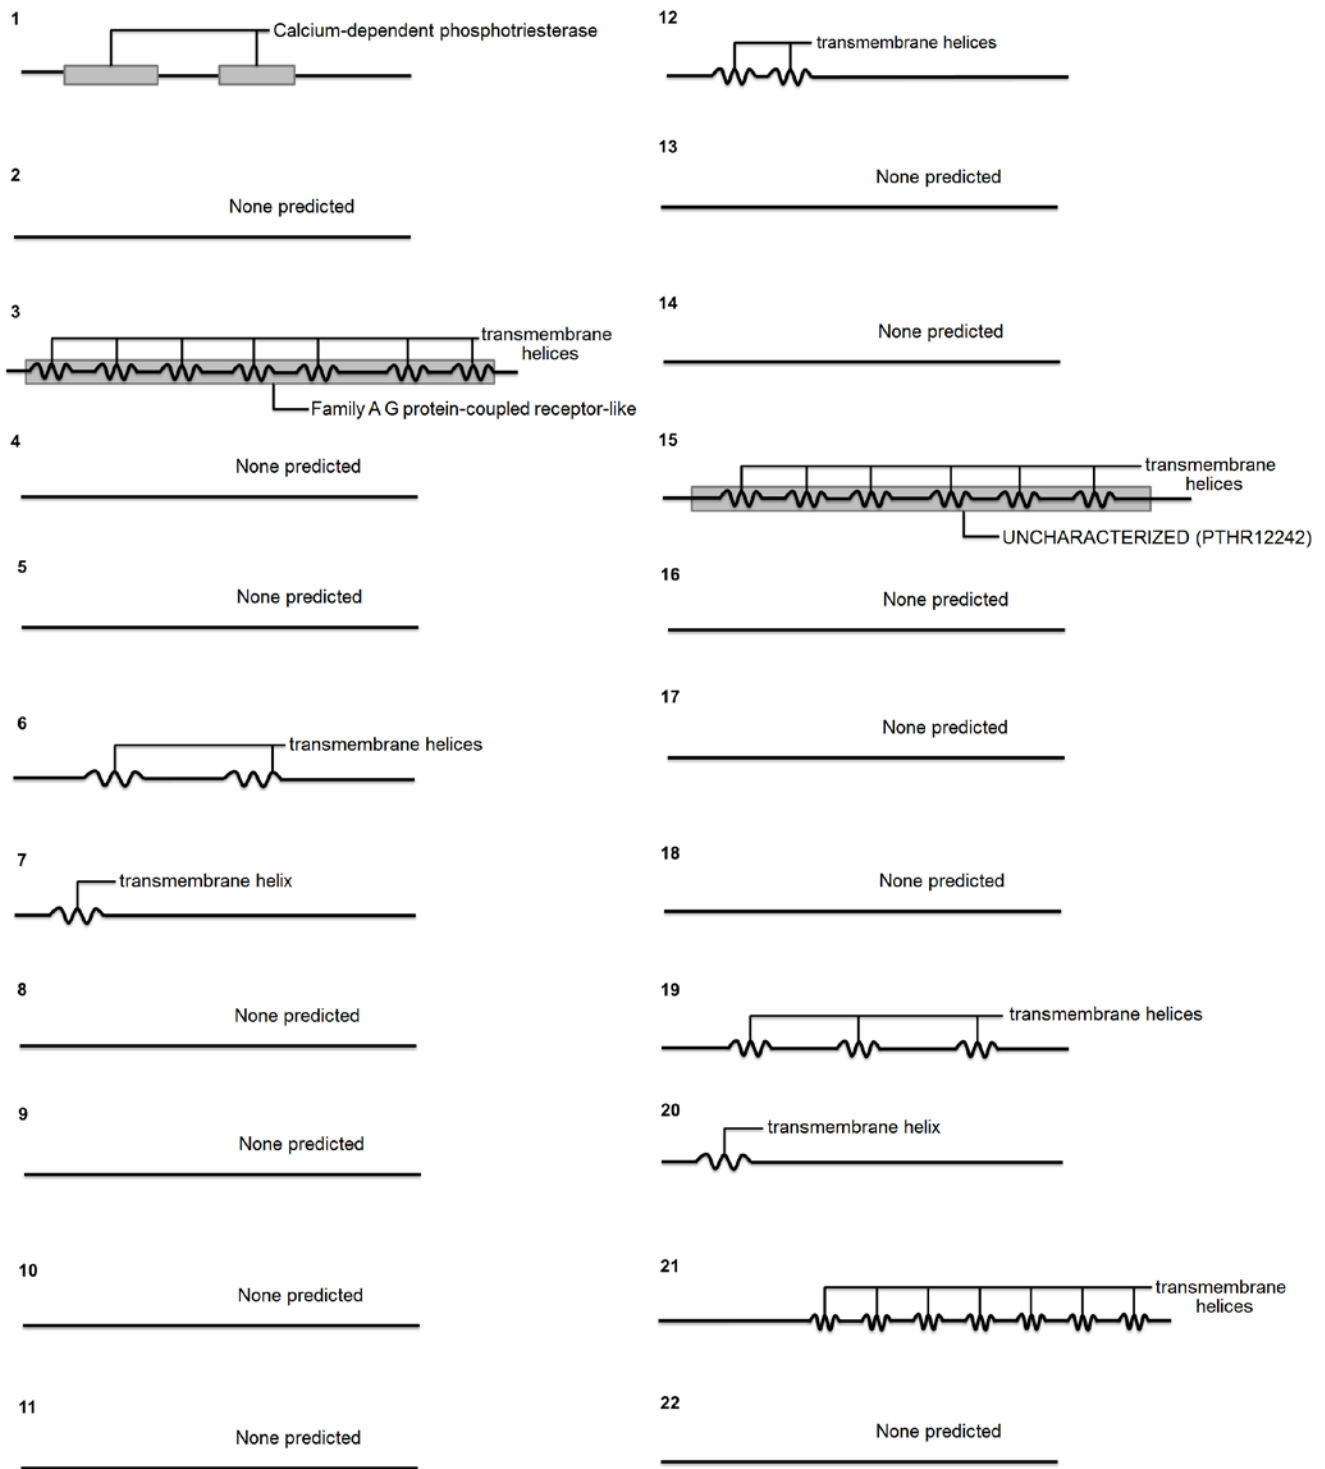 1
Calcium-dependent phosphotriesterase
2
None predicted
3
transmembrane
helices
Family A G protein-coupled receptor-like
4
None predicted
5
None predicted
6
transmembrane helices
7
transmembrane helix
8
None predicted
9
None predicted
10
None predicted
11
None predicted
12
transmembrane helices
13
None predicted
14
None predicted
15
transmembrane
helices
UNCHARACTERIZED (PTHR12242)
16
None predicted
17
None predicted
18
None predicted
19
transmembrane helices
20
transmembrane helix
21
transmembrane
helices
22
None predicted